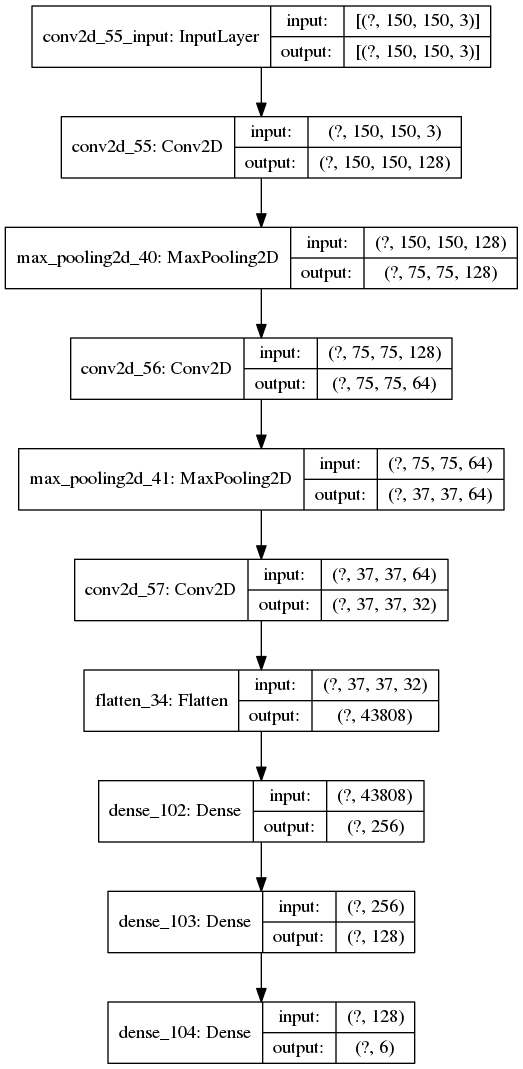 conv2d_55_input: InputLayer
input: [(?, 150, 150, 3)]
output: [(?, 150, 150, 3)]
conv2d_55: Conv2D
input: (?, 150, 150, 3)
output: (?, 150, 150, 128)
max_pooling2d_40: MaxPooling2D
input: (?, 150, 150, 128)
output: (?, 75, 75, 128)
conv2d_56: Conv2D
input: (?, 75, 75, 128)
output: (?, 75, 75, 64)
max_pooling2d_41: MaxPooling2D
input: (?, 75, 75, 64)
output: (?, 37, 37, 64)
conv2d_57: Conv2D
input: (?, 37, 37, 64)
output: (?, 37, 37, 32)
flatten_34: Flatten
input: (?, 37, 37, 32)
output: (?, 43808)
dense_102: Dense
input: (?, 43808)
output: (?, 256)
dense_103: Dense
input: (?, 256)
output: (?, 128)
dense_104: Dense
input: (?, 128)
output: (?, 6)